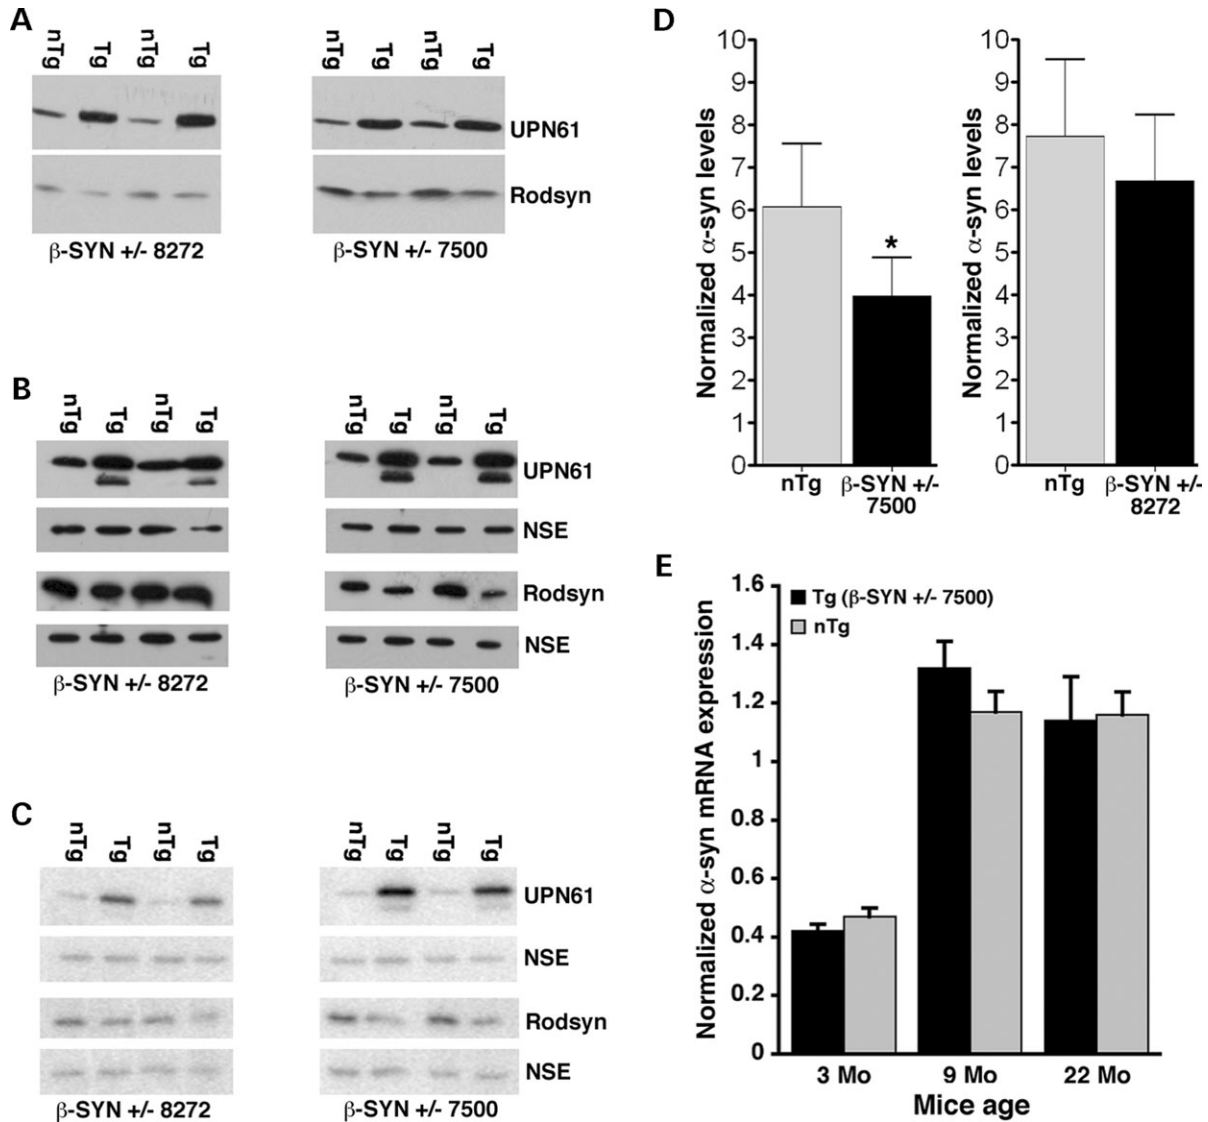 A
nTg Tg nTg Tg
nTg Tg nTg Tg
UPN61
Rodsyn
β-SYN +/- 8272
β-SYN +/- 7500
B
nTg Tg nTg Tg
nTg Tg nTg Tg
UPN61
NSE
Rodsyn
NSE
β-SYN +/- 8272
β-SYN +/- 7500
C
nTg Tg nTg Tg
nTg Tg nTg Tg
UPN61
NSE
Rodsyn
NSE
β-SYN +/- 8272
β-SYN +/- 7500
D
Normalized α-syn levels
10
9
8
7
6
5
4
3
2
1
0
*
nTg
β-SYN +/-
7500
Normalized α-syn levels
10
9
8
7
6
5
4
3
2
1
0
nTg
β-SYN +/-
8272
E
Normalized α-syn mRNA expression
1.6
1.4
1.2
1
0.8
0.6
0.4
0.2
0
Tg (β-SYN +/- 7500)
nTg
3 Mo
9 Mo
22 Mo
Mice age